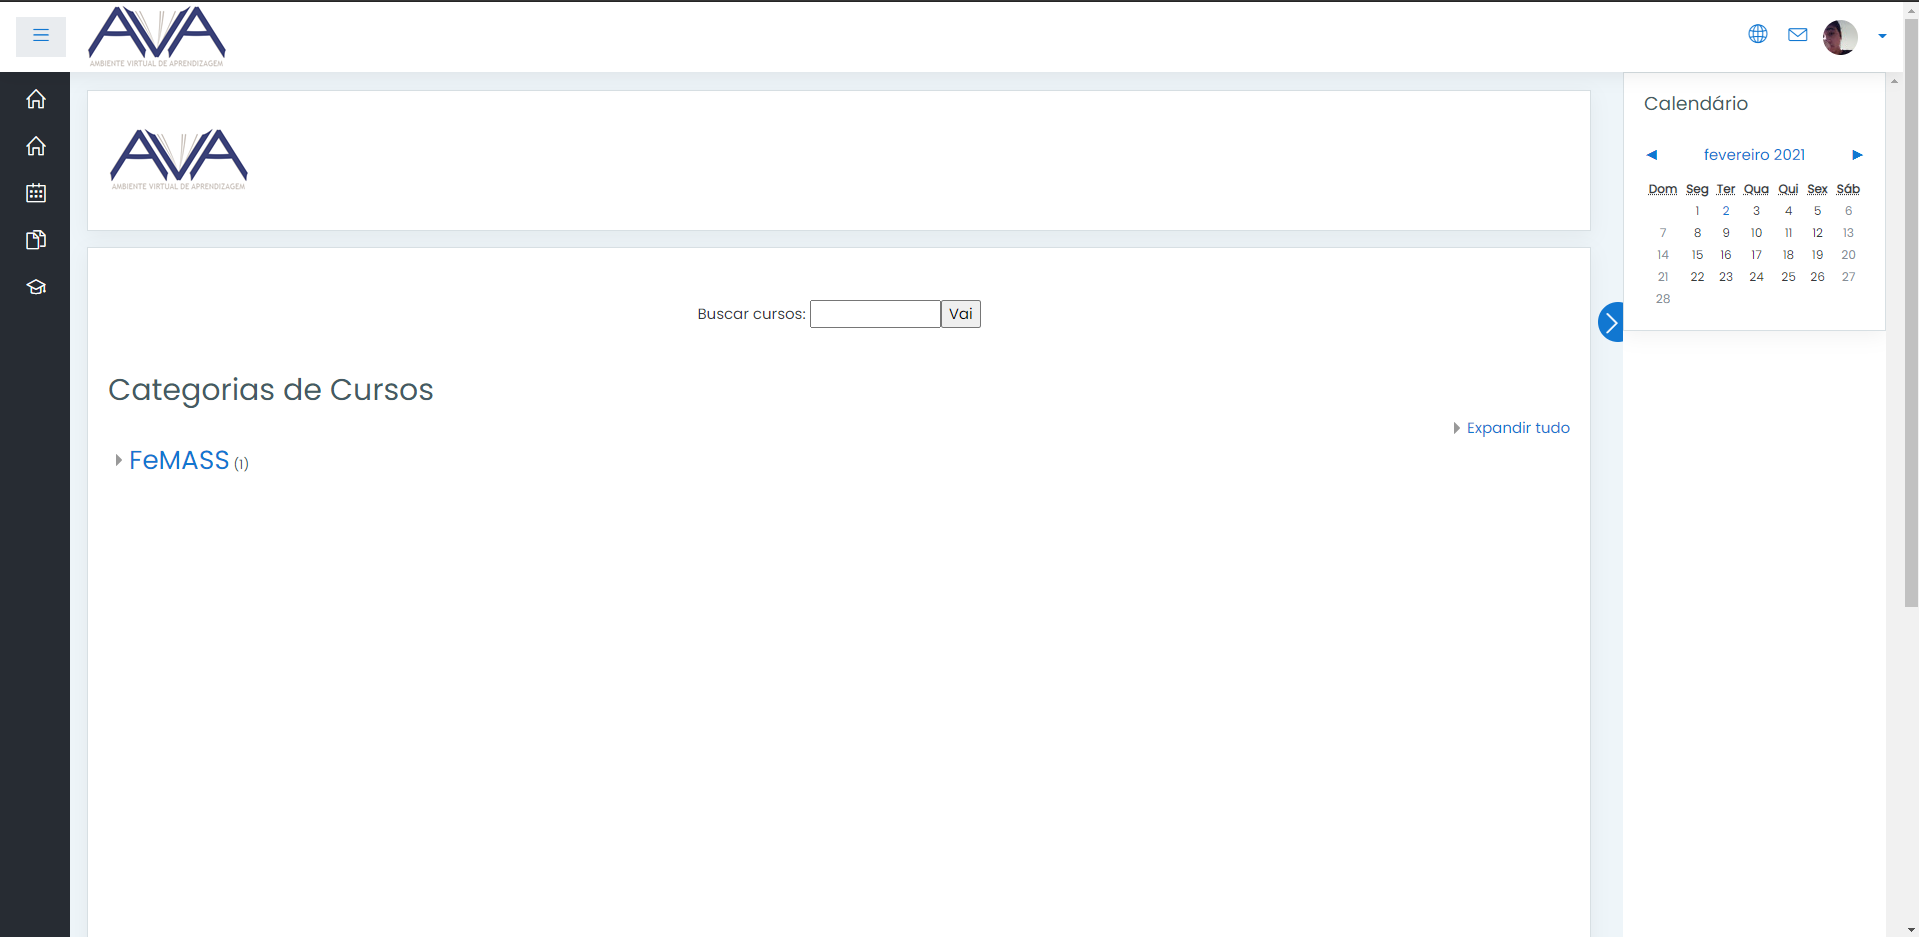 AVA
AMBIENTE VIRTUAL DE APRENDIZAGEM
AVA
AMBIENTE VIRTUAL DE APRENDIZAGEM
Buscar cursos: Vai
Categorias de Cursos
Expandir tudo
FeMASS (1)
Calendário
◀ fevereiro 2021 ▶
Dom Seg Ter Qua Qui Sex Sáb
1 2 3 4 5 6
7 8 9 10 11 12 13
14 15 16 17 18 19 20
21 22 23 24 25 26 27
28